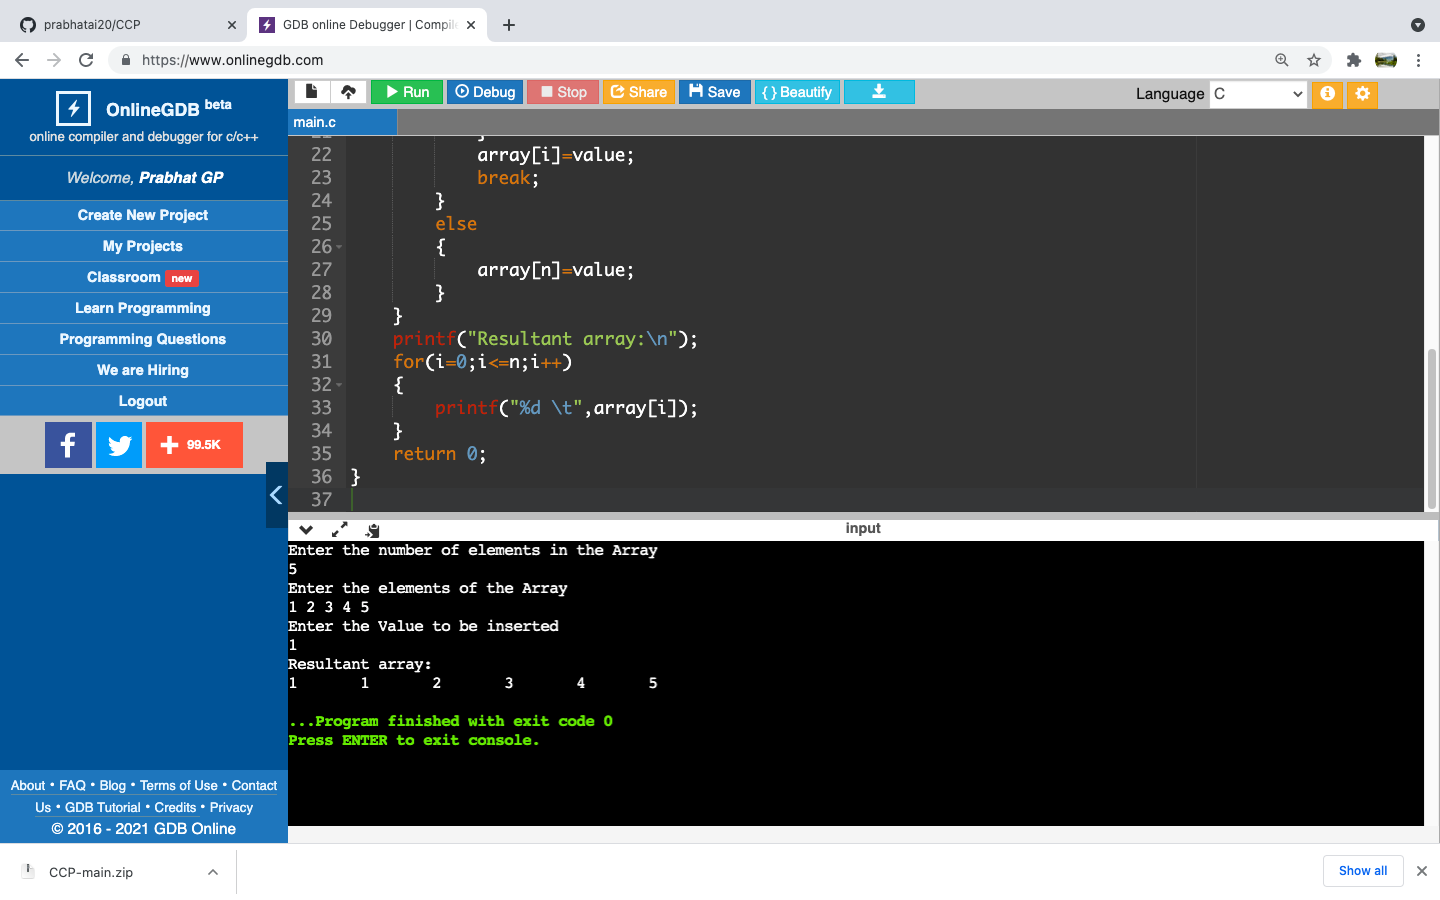 prabhatai20/CCP
GDB online Debugger | Compile
https://www.onlinegdb.com
OnlineGDB beta
online compiler and debugger for c/c++
Welcome, Prabhat GP
Create New Project
My Projects
Classroom new
Learn Programming
Programming Questions
We are Hiring
Logout
99.5K
About • FAQ • Blog • Terms of Use • Contact
Us • GDB Tutorial • Credits • Privacy
© 2016 - 2021 GDB Online
Run Debug Stop Share Save { } Beautify
Language C
main.c
21 }
22 array[i]=value;
23 break;
24 }
25 else
26 {
27 array[n]=value;
28 }
29 }
30 printf("Resultant array:\n");
31 for(i=0;i<=n;i++)
32 {
33 printf("%d \t",array[i]);
34 }
35 return 0;
36 }
37
input
Enter the number of elements in the Array
5
Enter the elements of the Array
1 2 3 4 5
Enter the Value to be inserted
1
Resultant array:
1 1 2 3 4 5
...Program finished with exit code 0
Press ENTER to exit console.
CCP-main.zip
Show all